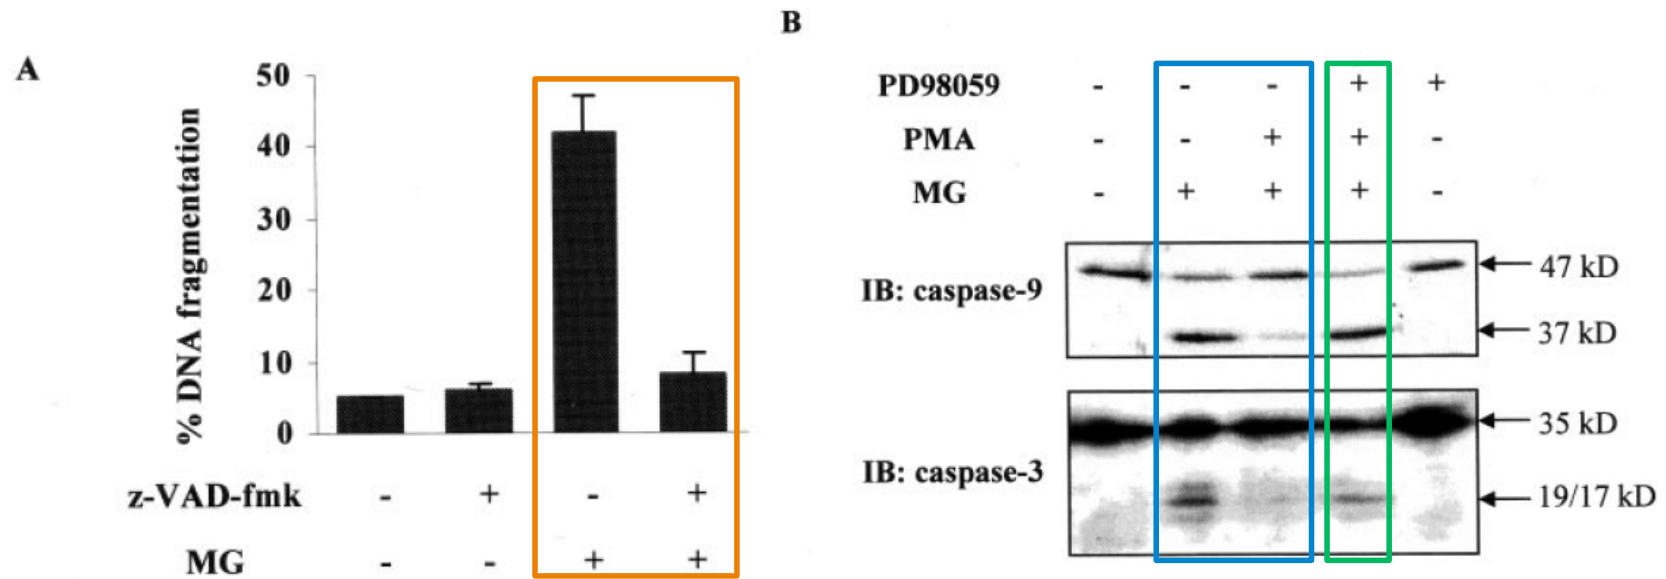 A
% DNA fragmentation
50
40
30
20
10
0
z-VAD-fmk - + - +
MG - - + +
B
PD98059 - - - + +
PMA - - + + -
MG - + + + -
IB: caspase-9
47 kD
37 kD
IB: caspase-3
35 kD
19/17 kD